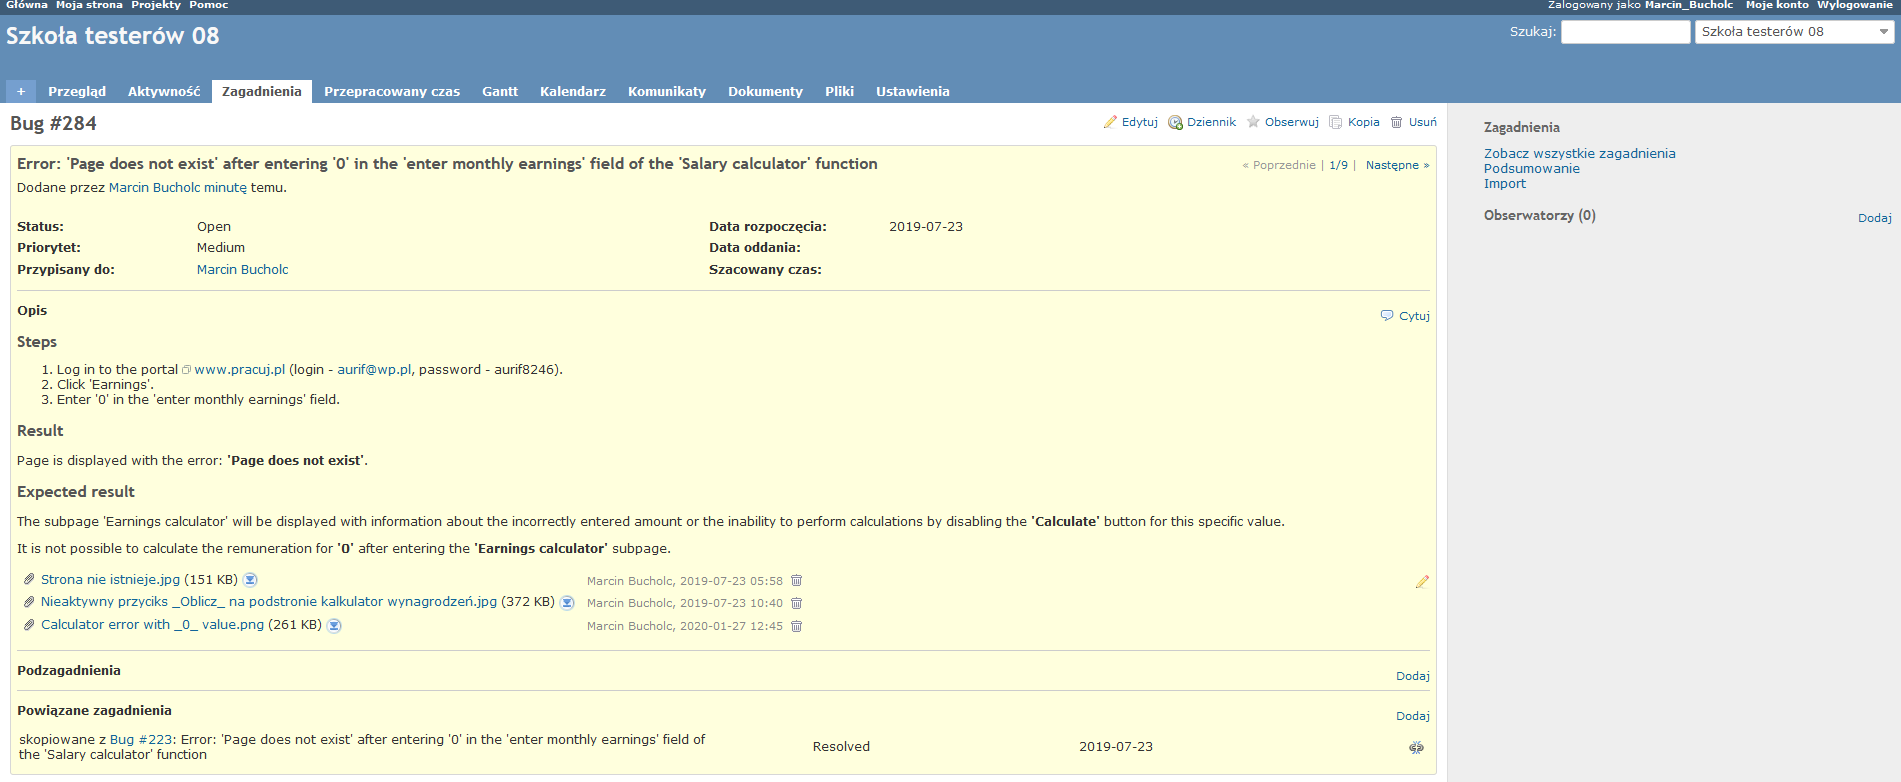 Główna Moja strona Projekty Pomoc
Zalogowany jako Marcin_Bucholc Moje konto Wylogowanie
Szkoła testerów 08
Szukaj: Szkoła testerów 08
+ Przegląd Aktywność Zagadnienia Przepracowany czas Gantt Kalendarz Komunikaty Dokumenty Pliki Ustawienia
Bug #284
Edytuj Dziennik Obserwuj Kopia Usuń
Error: 'Page does not exist' after entering '0' in the 'enter monthly earnings' field of the 'Salary calculator' function
« Poprzednie | 1/9 | Następne »
Dodane przez Marcin Bucholc minutę temu.
Status: Open Data rozpoczęcia: 2019-07-23
Priorytet: Medium Data oddania:
Przypisany do: Marcin Bucholc Szacowany czas:
Opis
Cytuj
Steps
1. Log in to the portal www.pracuj.pl (login - aurif@wp.pl, password - aurif8246).
2. Click 'Earnings'.
3. Enter '0' in the 'enter monthly earnings' field.
Result
Page is displayed with the error: 'Page does not exist'.
Expected result
The subpage 'Earnings calculator' will be displayed with information about the incorrectly entered amount or the inability to perform calculations by disabling the 'Calculate' button for this specific value.
It is not possible to calculate the remuneration for '0' after entering the 'Earnings calculator' subpage.
Strona nie istnieje.jpg (151 KB) Marcin Bucholc, 2019-07-23 05:58
Nieaktywny przyciks _Oblicz_ na podstronie kalkulator wynagrodzeń.jpg (372 KB) Marcin Bucholc, 2019-07-23 10:40
Calculator error with _0_ value.png (261 KB) Marcin Bucholc, 2020-01-27 12:45
Podzagadnienia
Dodaj
Powiązane zagadnienia
Dodaj
skopiowane z Bug #223: Error: 'Page does not exist' after entering '0' in the 'enter monthly earnings' field of
the 'Salary calculator' function
Resolved 2019-07-23
Zagadnienia
Zobacz wszystkie zagadnienia
Podsumowanie
Import
Obserwatorzy (0)
Dodaj